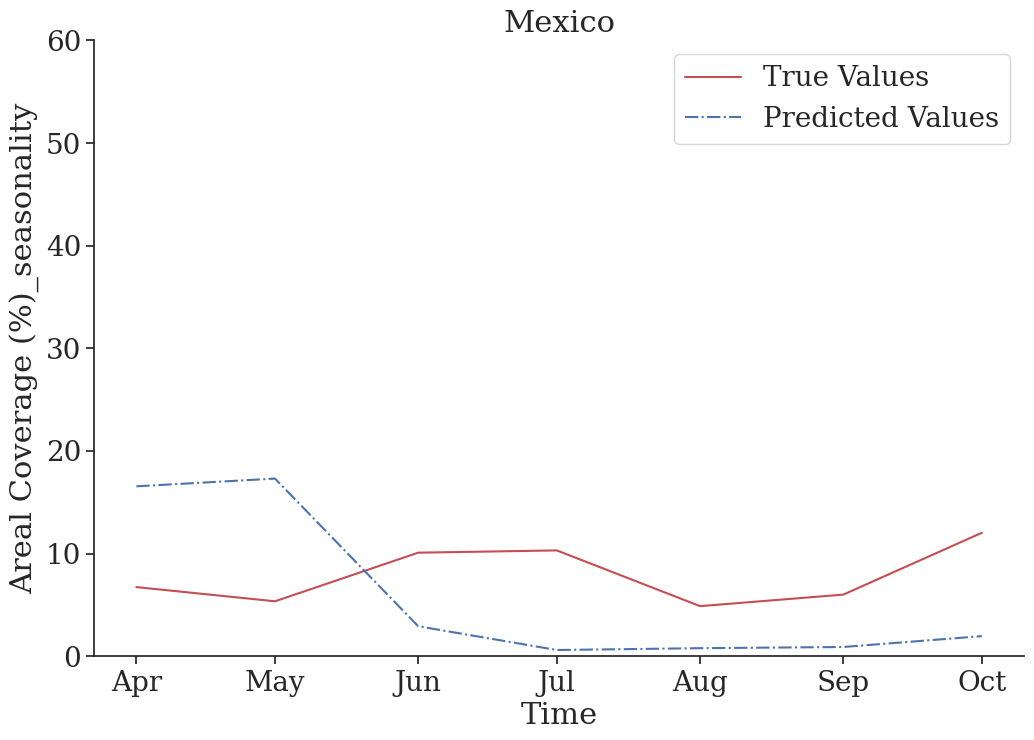 Mexico
True Values
Predicted Values
Areal Coverage (%)_seasonality
60
50
40
30
20
10
0
Apr May Jun Jul Aug Sep Oct
Time